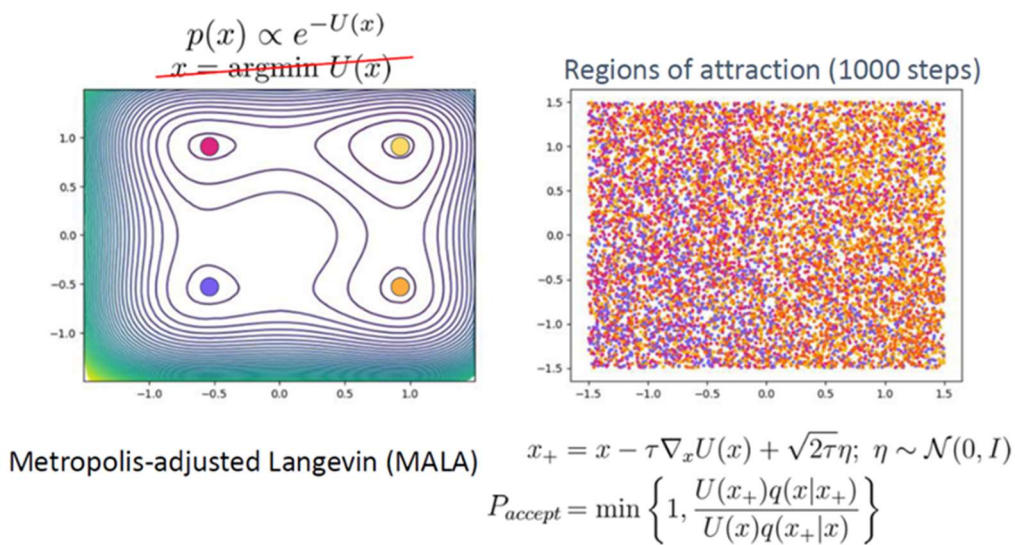 p(x) ∝ e^{-U(x)}
x = argmin U(x)
Regions of attraction (1000 steps)
1.0
0.5
0.0
−0.5
−1.0
−1.0 −0.5 0.0 0.5 1.0
1.5
1.0
0.5
0.0
−0.5
−1.0
−1.5
−1.5 −1.0 −0.5 0.0 0.5 1.0 1.5
Metropolis-adjusted Langevin (MALA)
x_+ = x − τ∇_x U(x) + √(2τ)η; η ∼ 𝒩(0, I)
P_{accept} = min { 1, U(x_+)q(x|x_+) / U(x)q(x_+|x) }